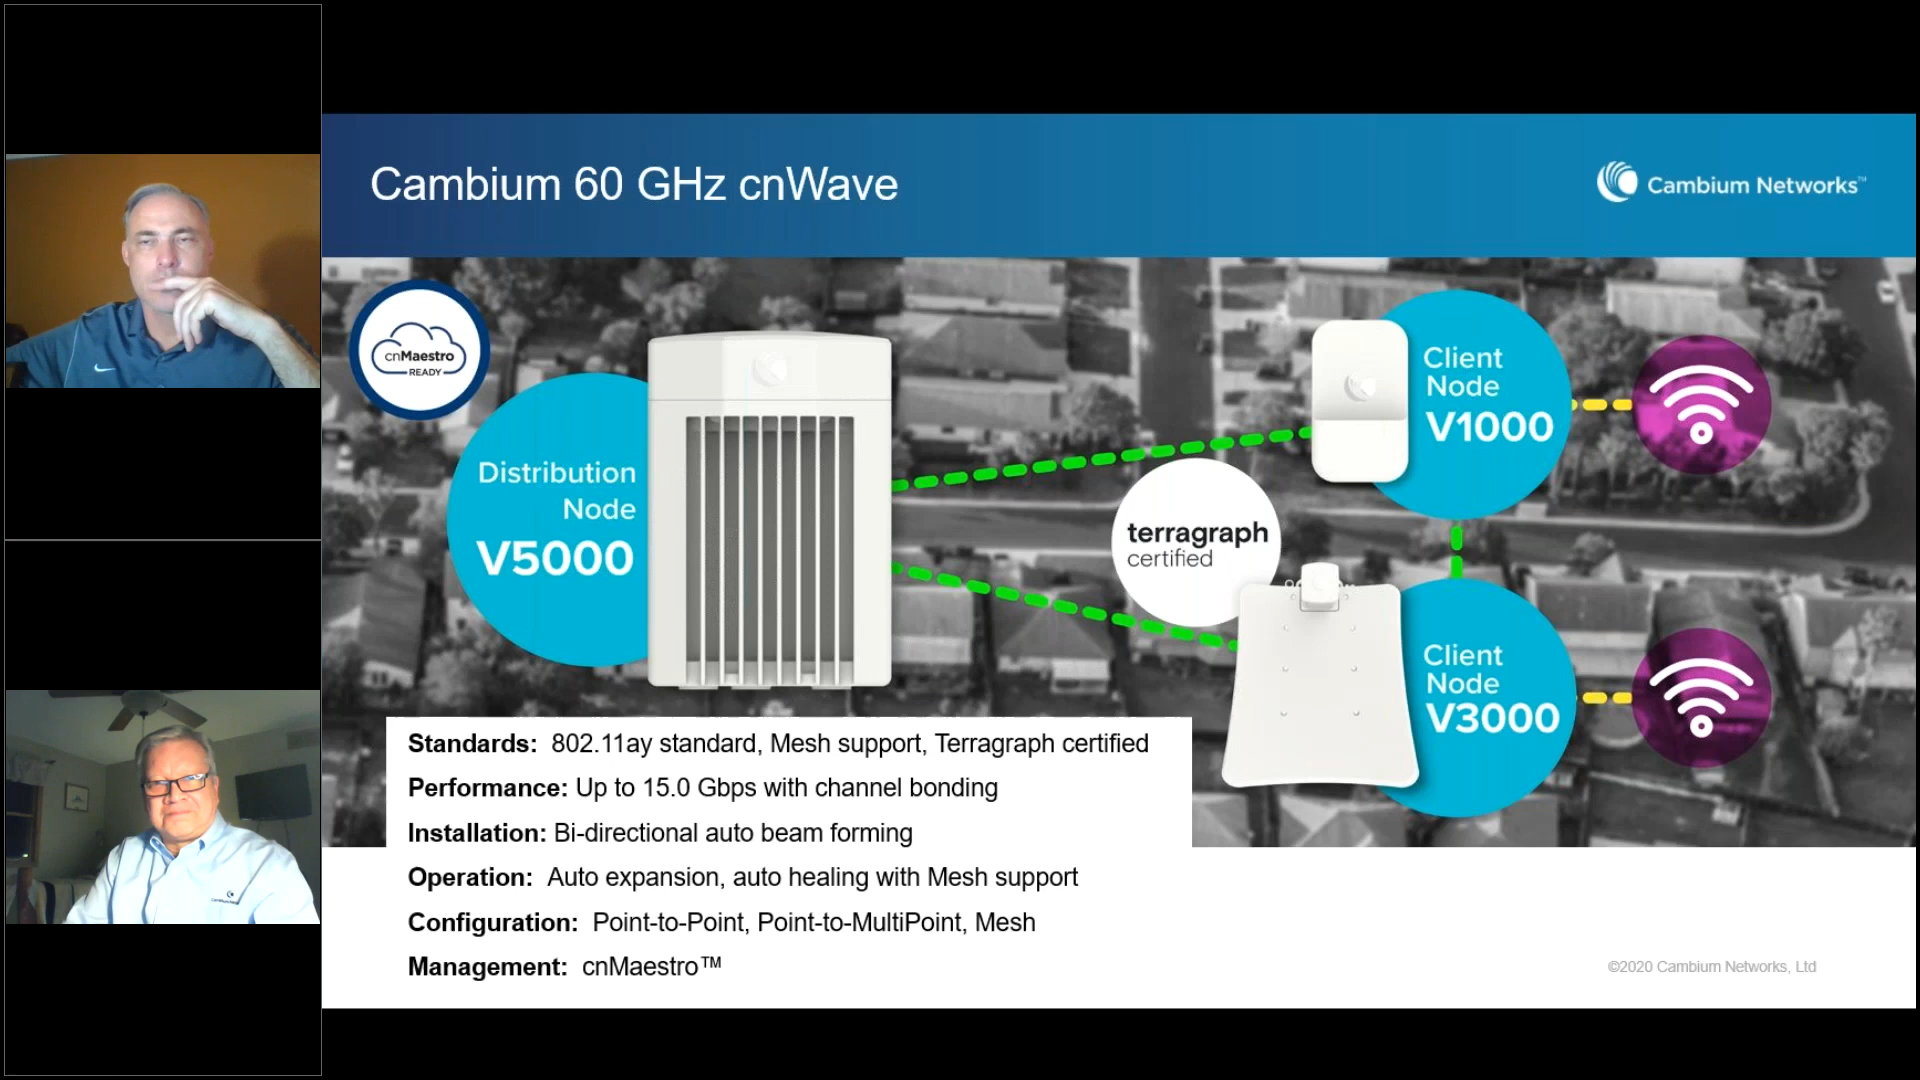 Cambium 60 GHz cnWave
Cambium Networks™
cnMaestro
READY
Distribution
Node
V5000
Client
Node
V1000
terragraph
certified
Client
Node
V3000
Standards: 802.11ay standard, Mesh support, Terragraph certified
Performance: Up to 15.0 Gbps with channel bonding
Installation: Bi-directional auto beam forming
Operation: Auto expansion, auto healing with Mesh support
Configuration: Point-to-Point, Point-to-MultiPoint, Mesh
Management: cnMaestro™
©2020 Cambium Networks, Ltd